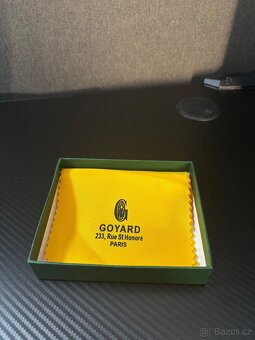 GOYARD
233, Rue St Honore
PARIS
Bazos.cz